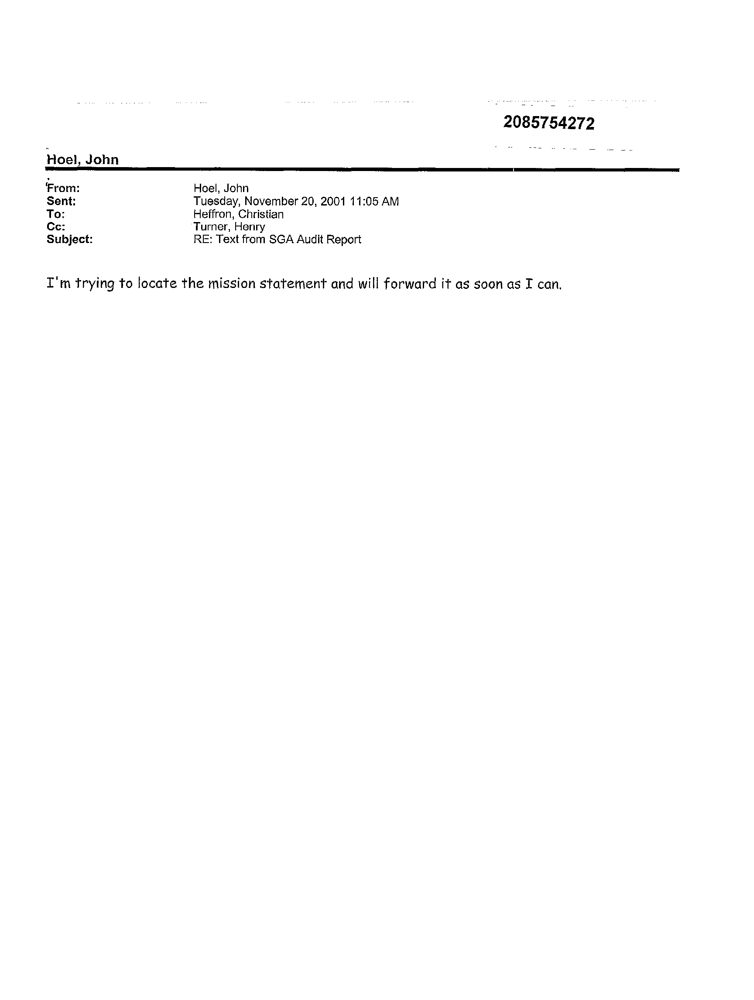 2085754272
Hoel, John
From: Hoel, John
Sent: Tuesday, November 20, 2001 11:05 AM
To: Heffron, Christian
Cc: Turner, Henry
Subject: RE: Text from SGA Audit Report
I'm trying to locate the mission statement and will forward it as soon as I can.